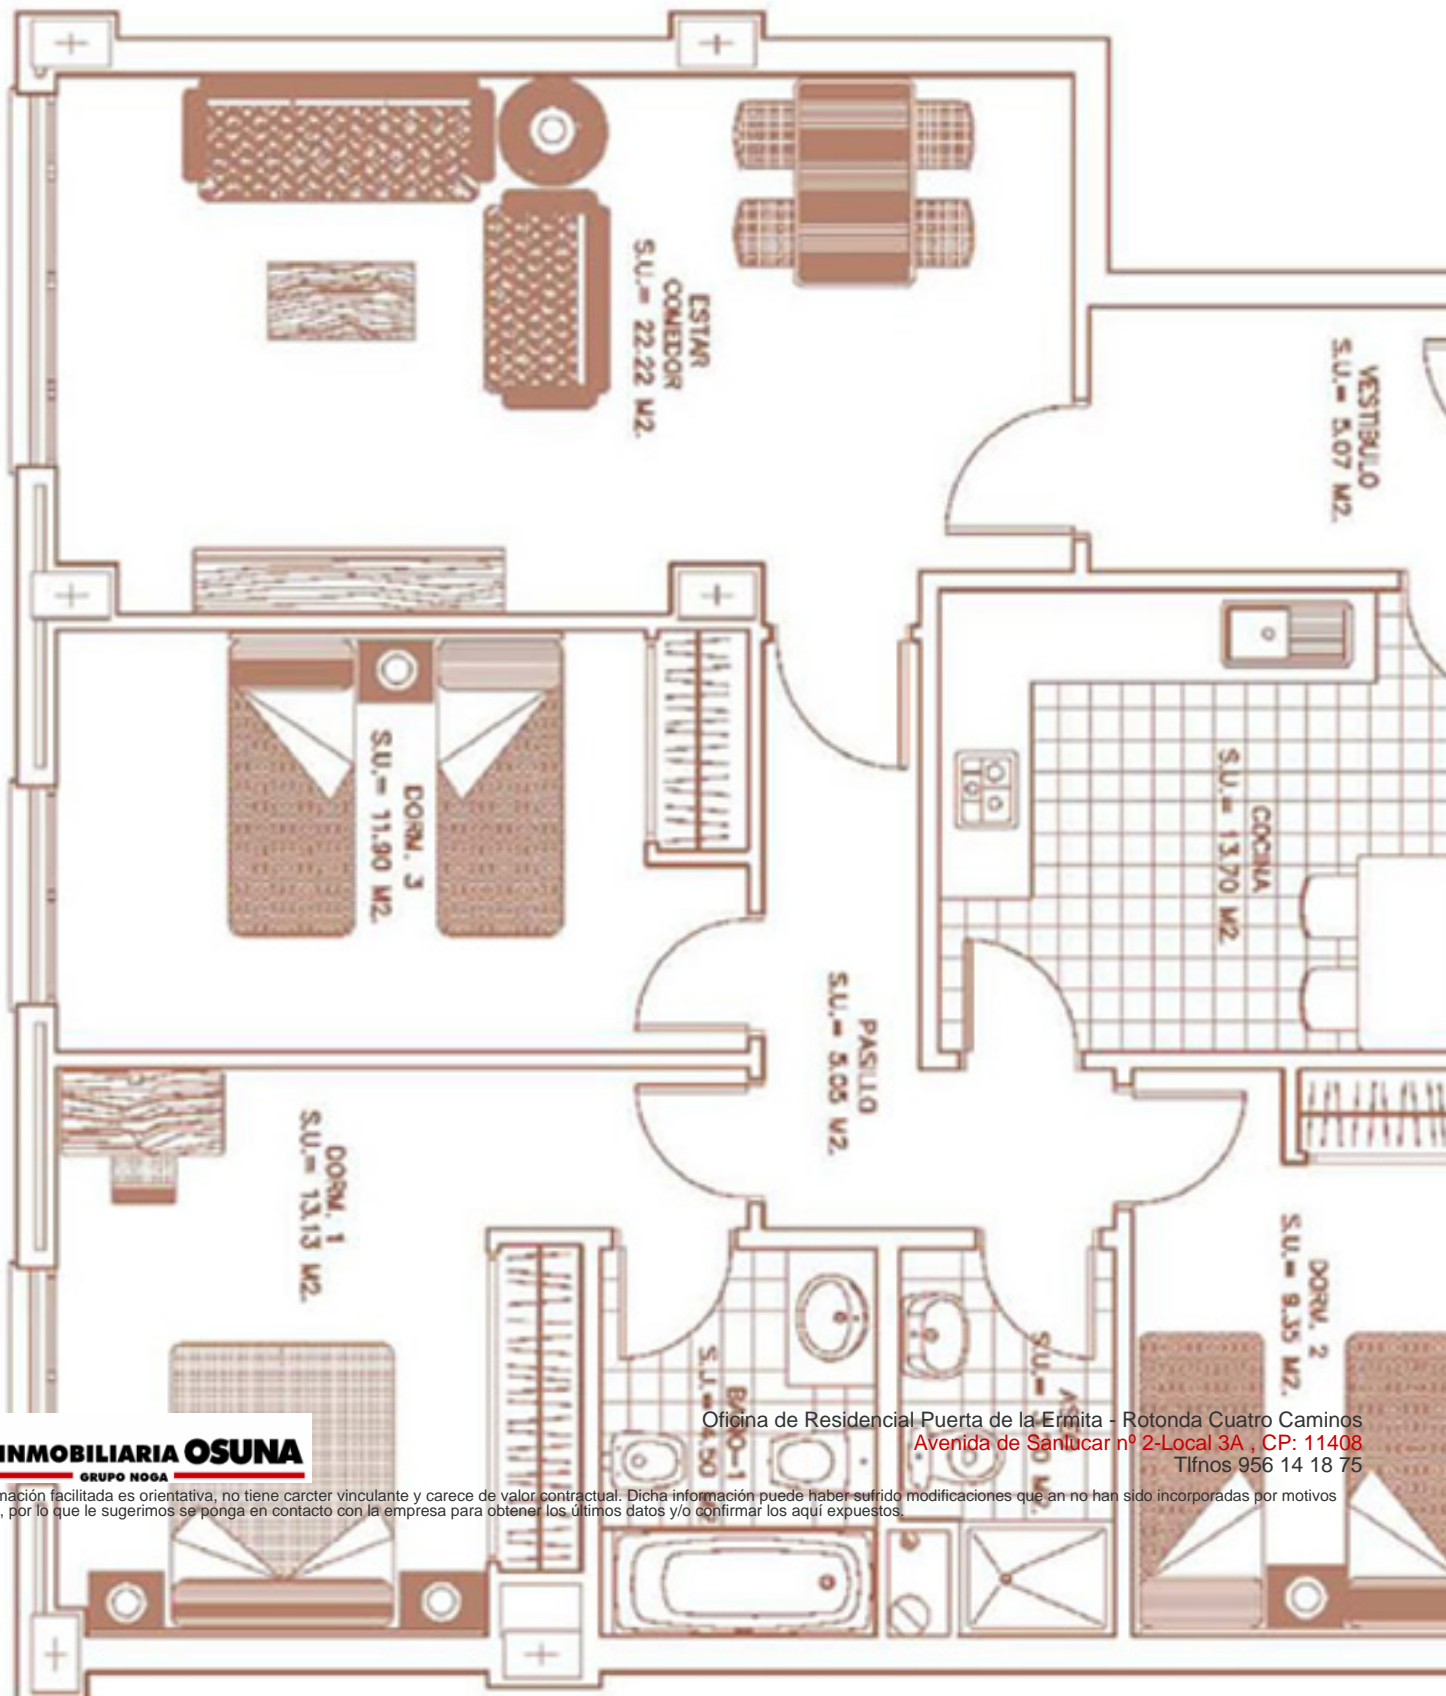 ESTAR
COMEDOR
S.U.= 22.22 M2.
VESTIBULO
S.U.= 5.07 M2.
DORM. 3
S.U.= 11.90 M2.
COCINA
S.U.= 13.70 M2
PASILLO
S.U.= 5.05 M2.
DORM. 1
S.U.= 13.13 M2.
DORM. 2
S.U.= 9.35 M2.
BAÑO-1
S.U.= 4.50
ASEO
S.U.=
INMOBILIARIA OSUNA
GRUPO NOGA
Oficina de Residencial Puerta de la Ermita - Rotonda Cuatro Caminos
Avenida de Sanlucar nº 2-Local 3A , CP: 11408
Tlfnos 956 14 18 75
mación facilitada es orientativa, no tiene carcter vinculante y carece de valor contractual. Dicha información puede haber sufrido modificaciones que an no han sido incorporadas por motivos
, por lo que le sugerimos se ponga en contacto con la empresa para obtener los últimos datos y/o confirmar los aquí expuestos.